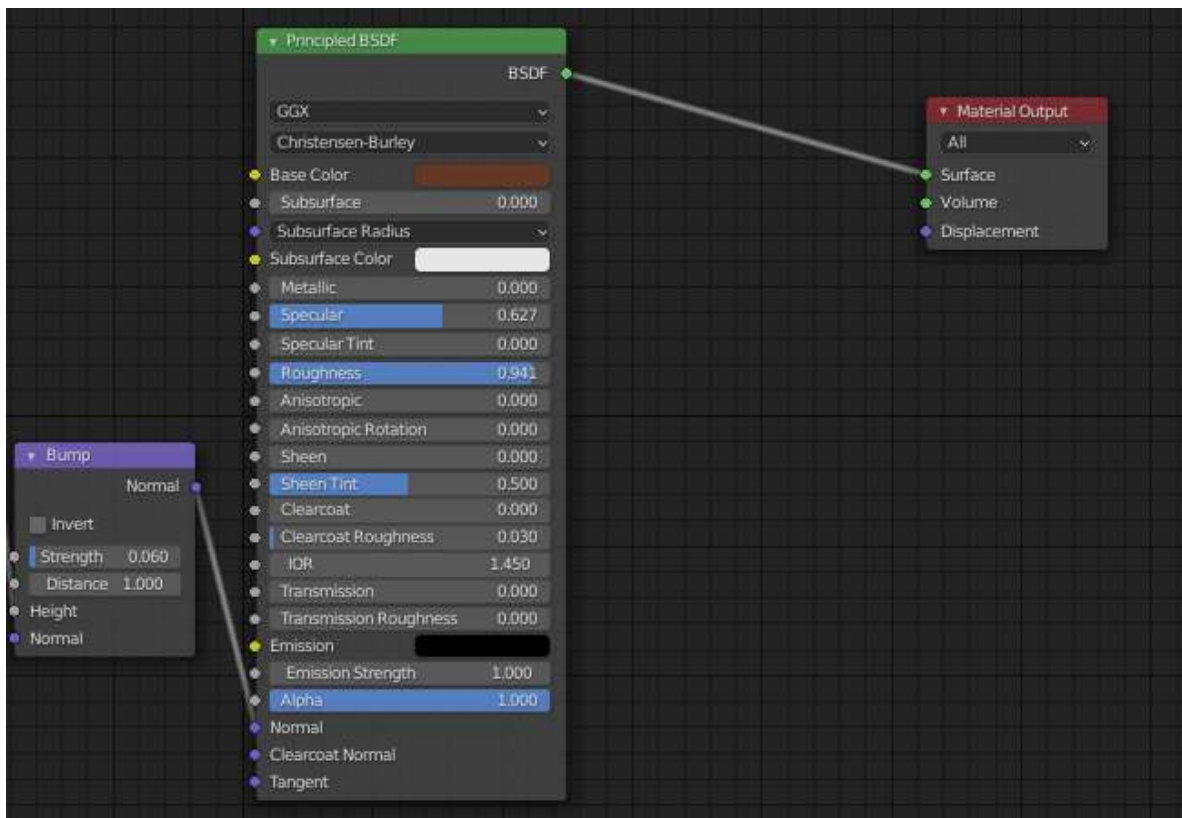 Principled BSDF
BSDF
GGX
Christensen-Burley
Base Color
Subsurface 0.000
Subsurface Radius
Subsurface Color
Metallic 0.000
Specular 0.627
Specular Tint 0.000
Roughness 0.941
Anisotropic 0.000
Anisotropic Rotation 0.000
Sheen 0.000
Sheen Tint 0.500
Clearcoat 0.000
Clearcoat Roughness 0.030
IOR 1.450
Transmission 0.000
Transmission Roughness 0.000
Emission
Emission Strength 1.000
Alpha 1.000
Normal
Clearcoat Normal
Tangent
Material Output
All
Surface
Volume
Displacement
Bump
Normal
Invert
Strength 0.060
Distance 1.000
Height
Normal